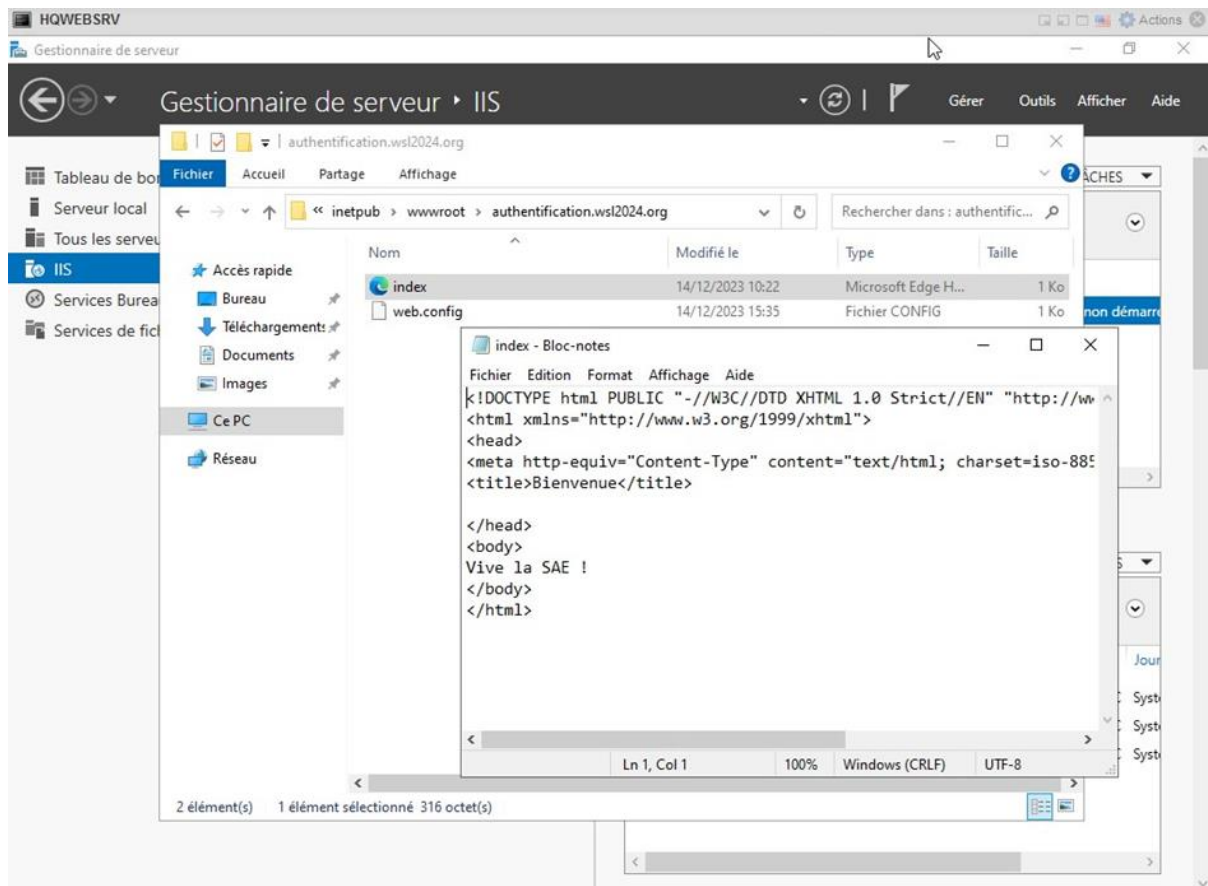 HQWEBSRV
Actions
Gestionnaire de serveur
Gestionnaire de serveur ‣ IIS
Gérer Outils Afficher Aide
authentification.wsl2024.org
Fichier Accueil Partage Affichage
« inetpub › wwwroot › authentification.wsl2024.org
Rechercher dans : authentific...
Tableau de bor
Serveur local
Tous les serveu
IIS
Services Burea
Services de fic
Accès rapide
Bureau
Téléchargements
Documents
Images
Ce PC
Réseau
Nom Modifié le Type Taille
index 14/12/2023 10:22 Microsoft Edge H... 1 Ko
web.config 14/12/2023 15:35 Fichier CONFIG 1 Ko
ÂCHES
non démarr
index - Bloc-notes
Fichier Edition Format Affichage Aide
<!DOCTYPE html PUBLIC "-//W3C//DTD XHTML 1.0 Strict//EN" "http://ww
<html xmlns="http://www.w3.org/1999/xhtml">
<head>
<meta http-equiv="Content-Type" content="text/html; charset=iso-885
<title>Bienvenue</title>
</head>
<body>
Vive la SAE !
</body>
</html>
Ln 1, Col 1 100% Windows (CRLF) UTF-8
Jour
Syst
Syst
Syst
2 élément(s) 1 élément sélectionné 316 octet(s)